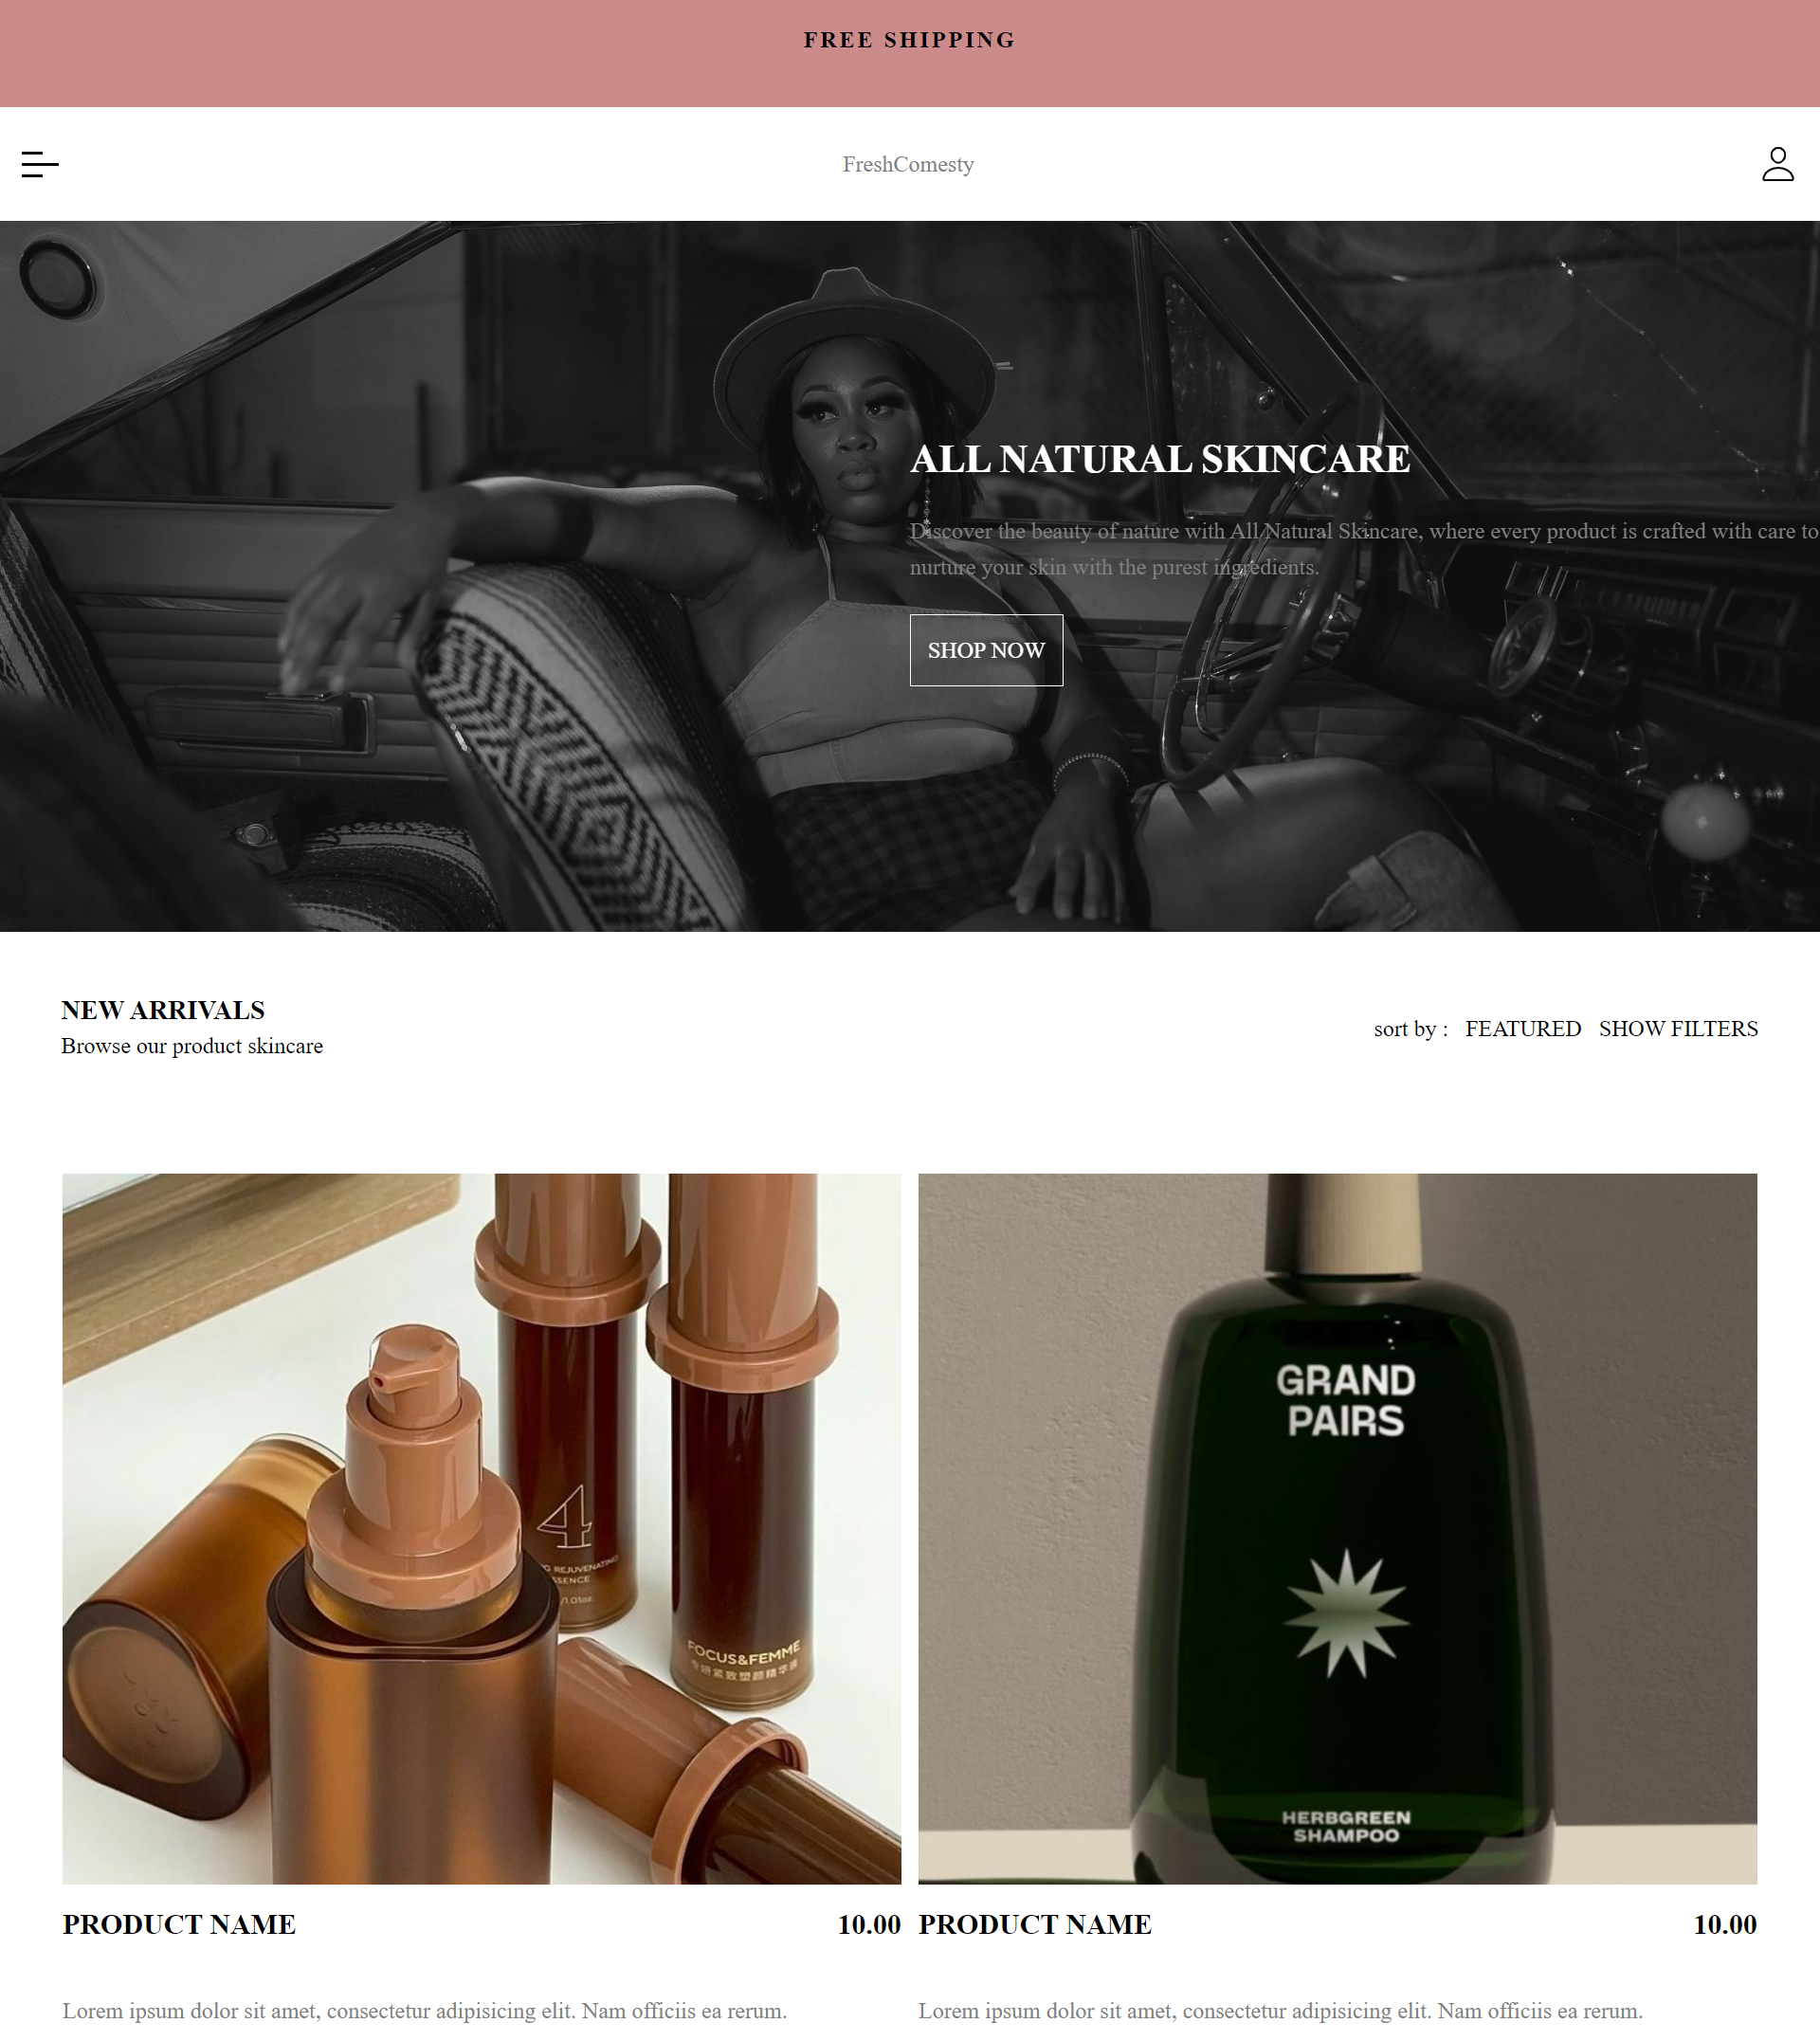 FREE SHIPPING
FreshComesty
ALL NATURAL SKINCARE
Discover the beauty of nature with All Natural Skincare, where every product is crafted with care to
nurture your skin with the purest ingredients.
SHOP NOW
NEW ARRIVALS
Browse our product skincare
sort by : FEATURED SHOW FILTERS
4
REJUVENATING
/1.01oz
FOCUS&FEMME
GRAND
PAIRS
HERBGREEN
SHAMPOO
PRODUCT NAME 10.00
PRODUCT NAME 10.00
Lorem ipsum dolor sit amet, consectetur adipisicing elit. Nam officiis ea rerum.
Lorem ipsum dolor sit amet, consectetur adipisicing elit. Nam officiis ea rerum.